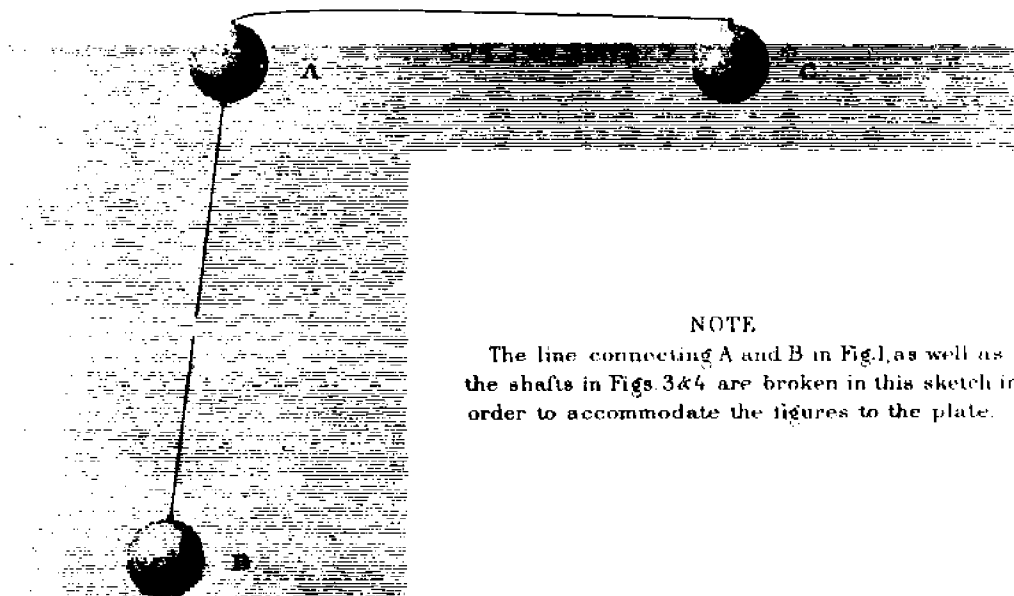 A
C
NOTE
The line connecting A and B in Fig.1, as well as
the shafts in Figs. 3 & 4 are broken in this sketch in
order to accommodate the figures to the plate.
B